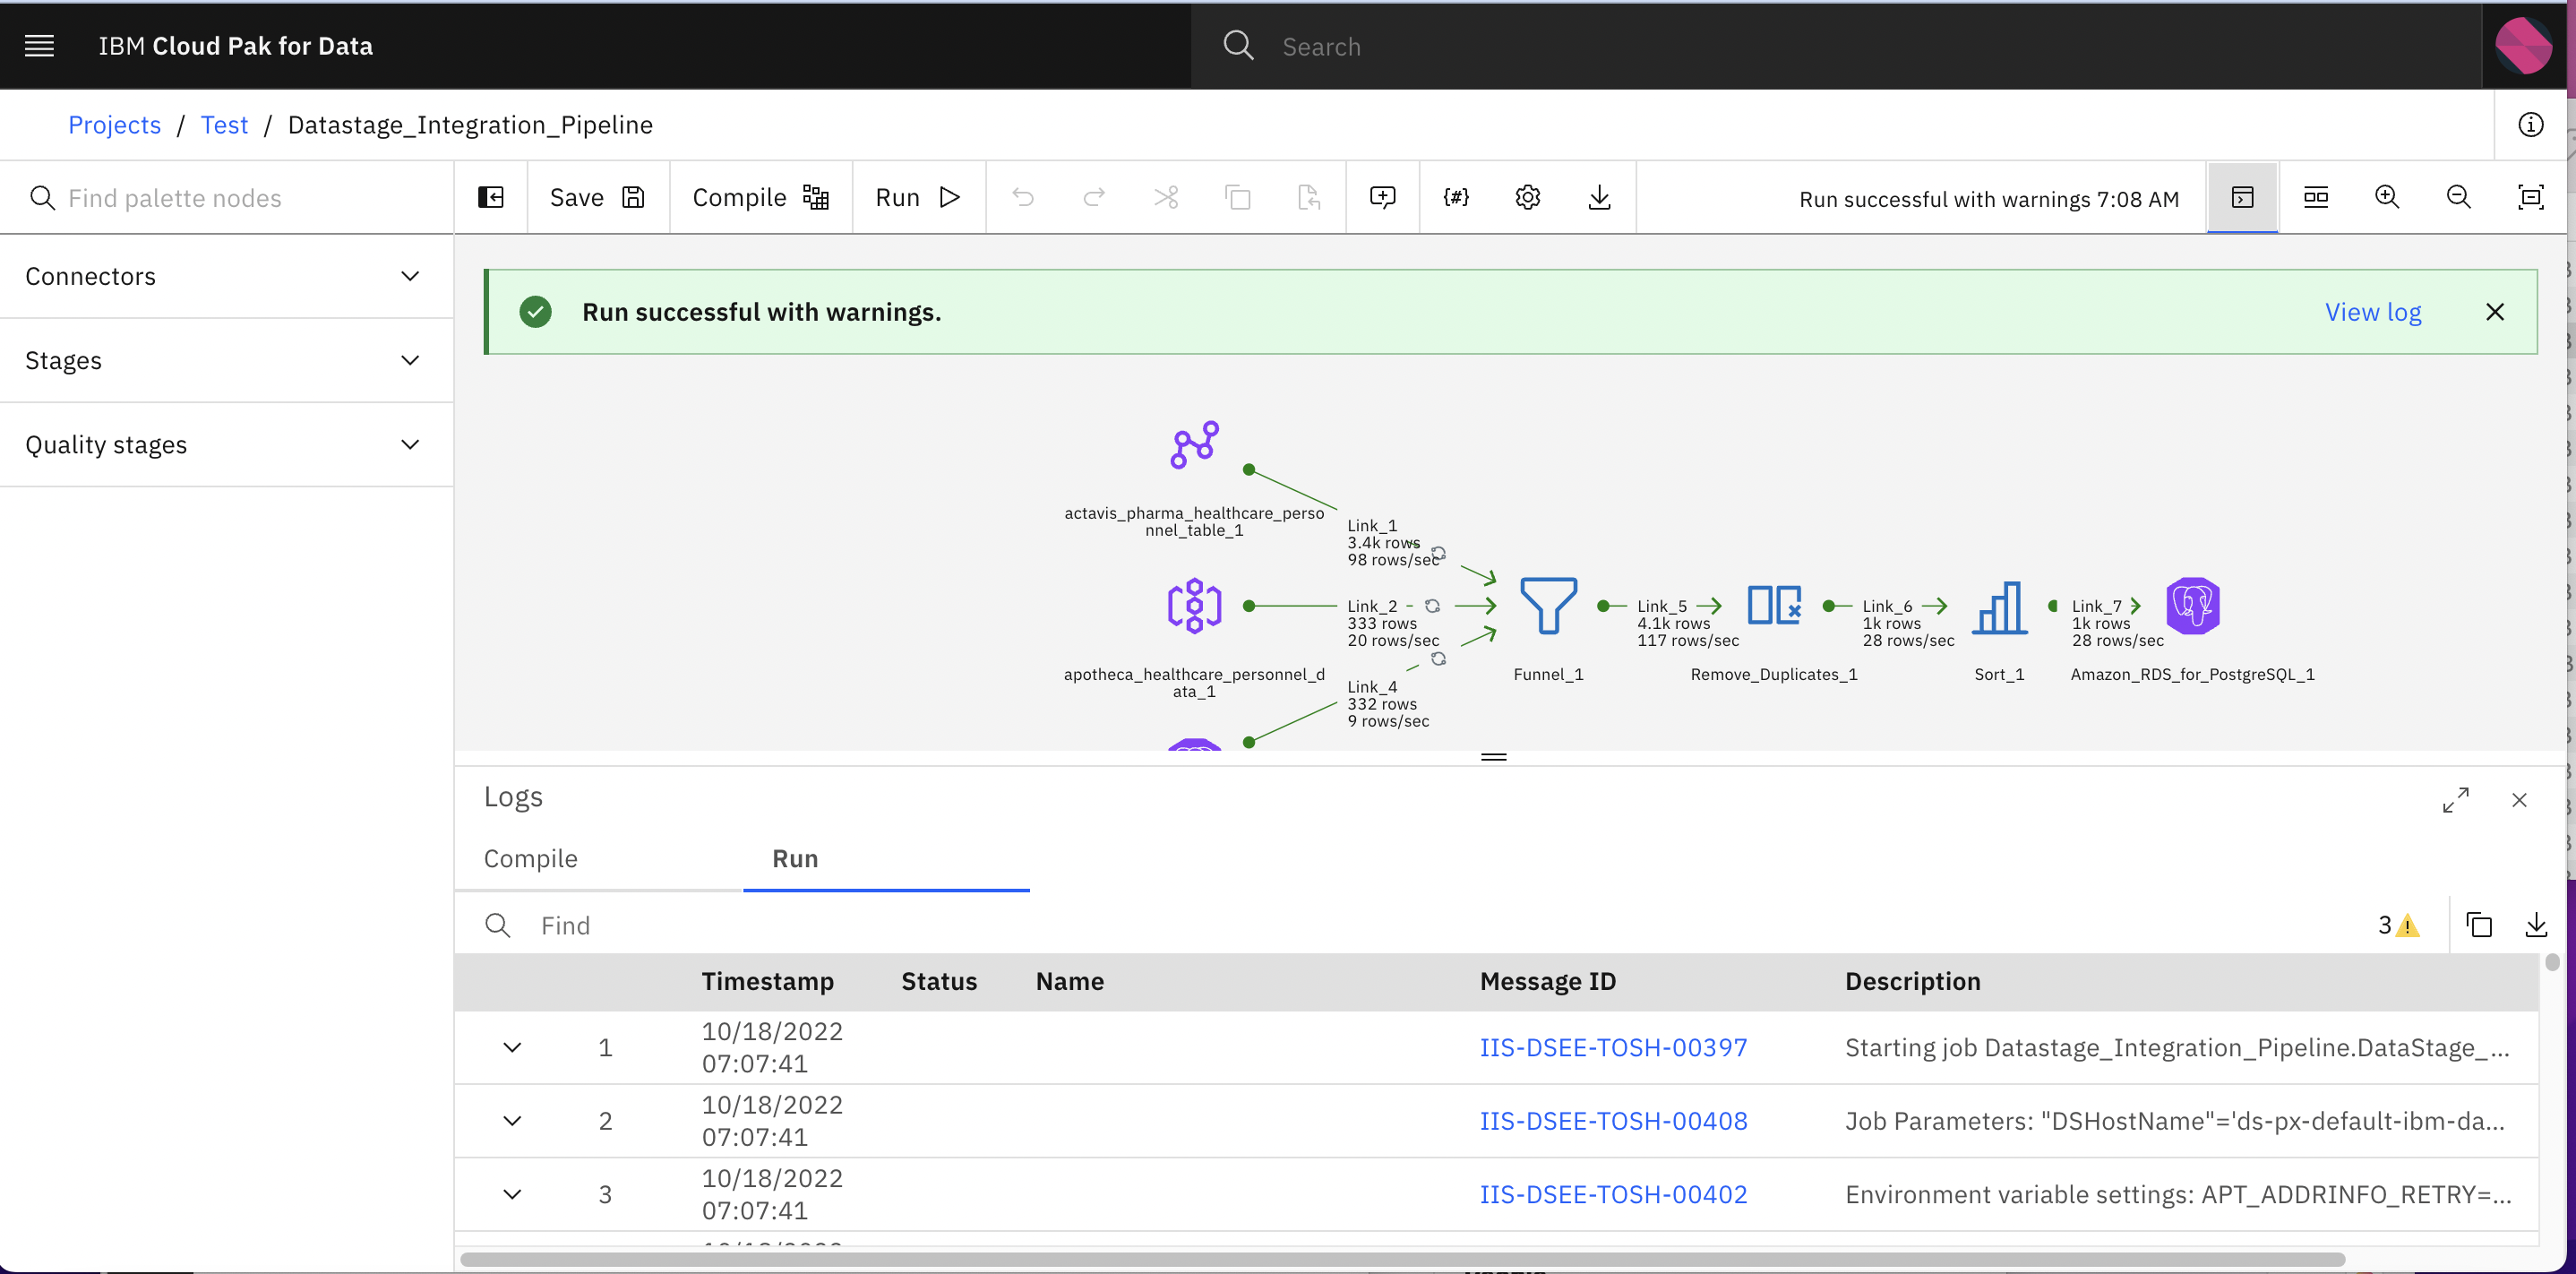 IBM Cloud Pak for Data
Search
Projects / Test / Datastage_Integration_Pipeline
Find palette nodes
Save
Compile
Run
{#}
Run successful with warnings 7:08 AM
Connectors
Stages
Quality stages
Run successful with warnings.
View log
actavis_pharma_healthcare_perso
nnel_table_1
Link_1
3.4k rows
98 rows/sec
apotheca_healthcare_personnel_d
ata_1
Link_2
333 rows
20 rows/sec
Link_4
332 rows
9 rows/sec
Funnel_1
Link_5
4.1k rows
117 rows/sec
Remove_Duplicates_1
Link_6
1k rows
28 rows/sec
Sort_1
Link_7
1k rows
28 rows/sec
Amazon_RDS_for_PostgreSQL_1
Logs
Compile
Run
Find
3
Timestamp Status Name Message ID Description
1 10/18/2022 07:07:41 IIS-DSEE-TOSH-00397 Starting job Datastage_Integration_Pipeline.DataStage_...
2 10/18/2022 07:07:41 IIS-DSEE-TOSH-00408 Job Parameters: "DSHostName"='ds-px-default-ibm-da...
3 10/18/2022 07:07:41 IIS-DSEE-TOSH-00402 Environment variable settings: APT_ADDRINFO_RETRY=...